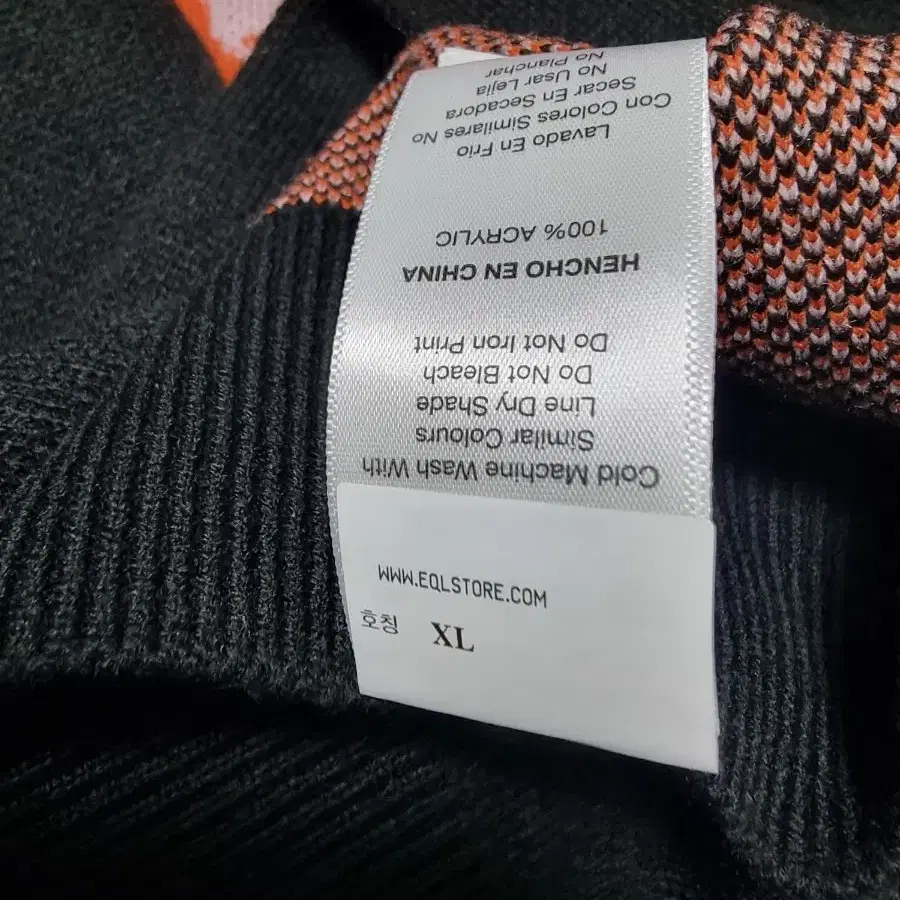 WWW.EQLSTORE.COM
호칭 XL
Cold Machine Wash With
Similar Colours
Line Dry Shade
Do Not Bleach
Do Not Iron Print
HENCHO EN CHINA
100% ACRYLIC
Lavado En Frio
Con Colores Similares No
Secar En Secadora
No Usar Lejia
No Planchar